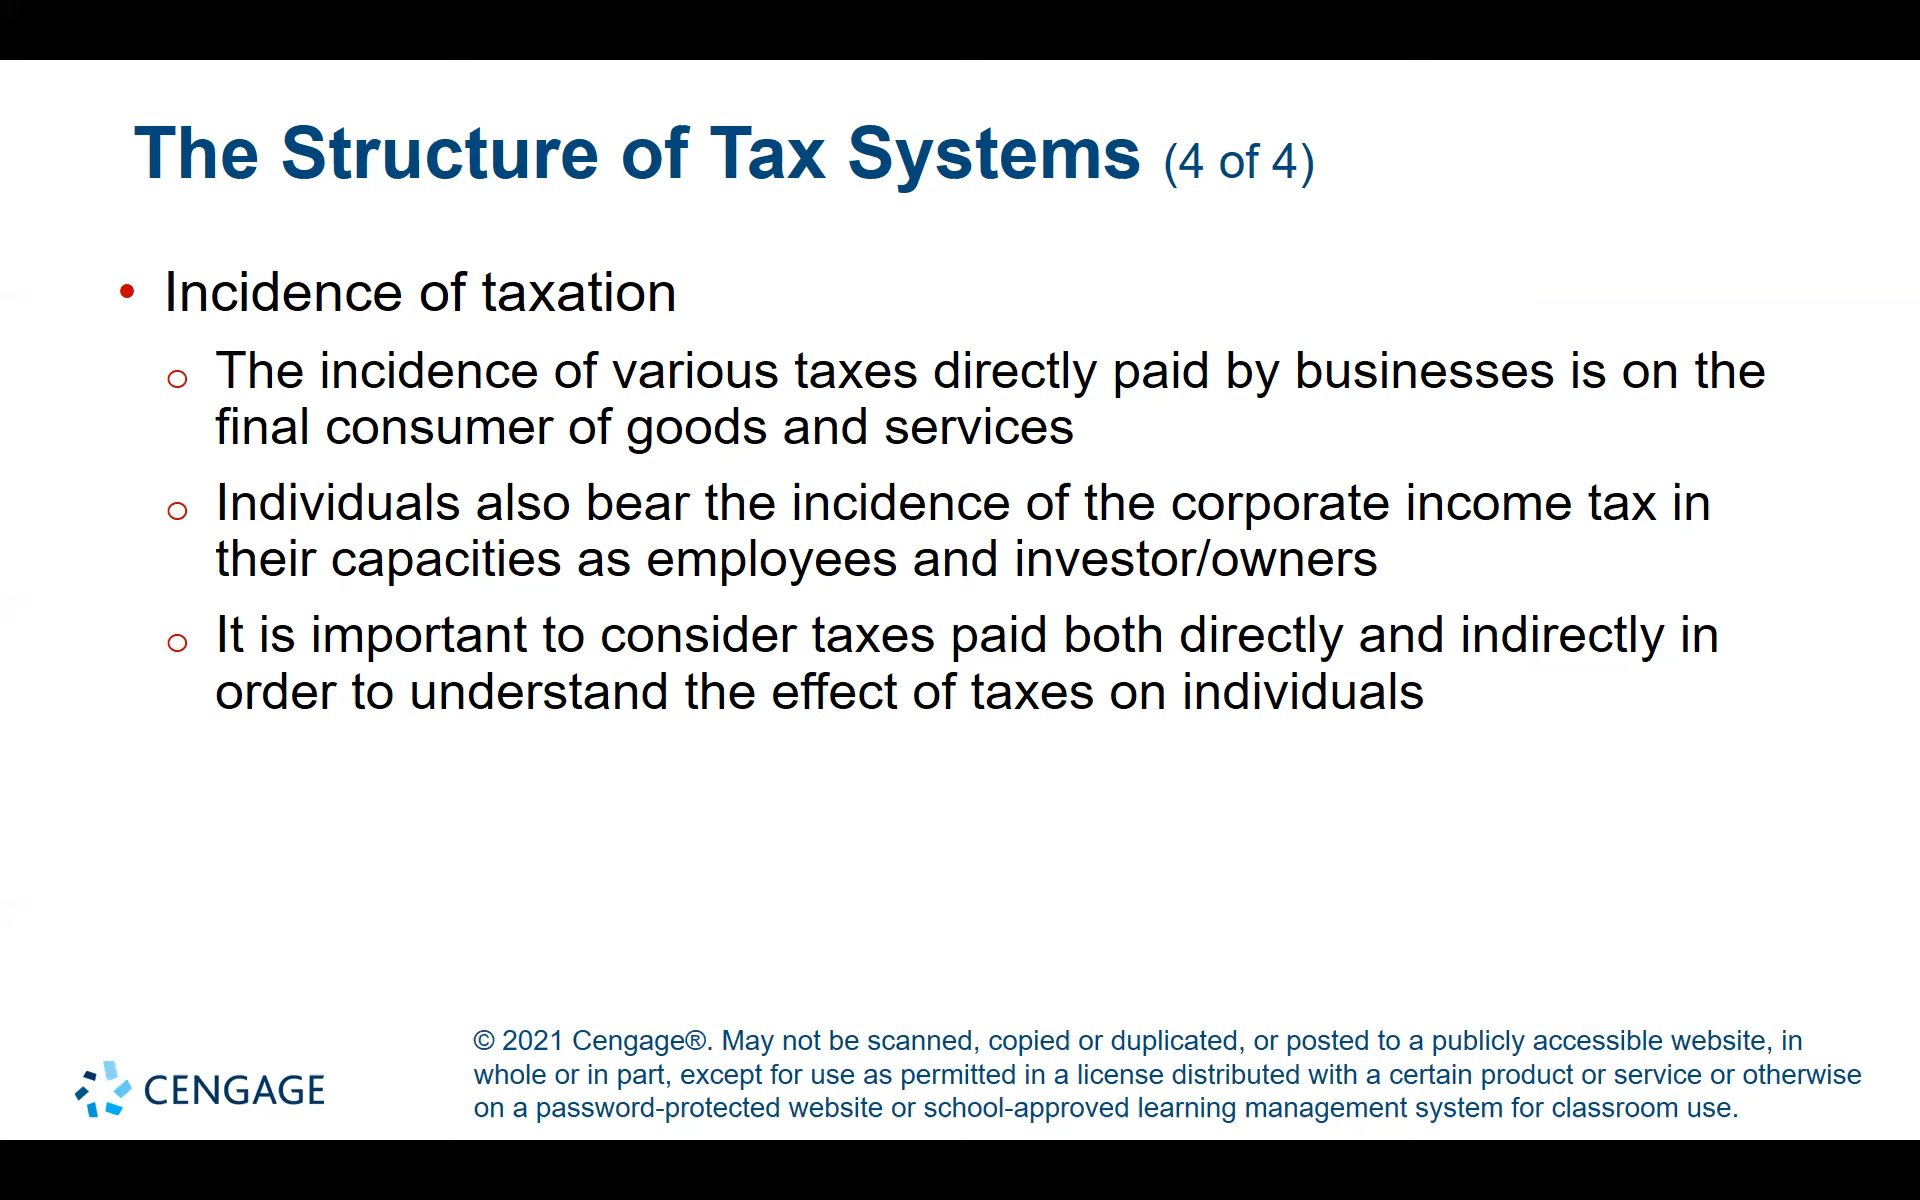 The Structure of Tax Systems (4 of 4)
• Incidence of taxation
o The incidence of various taxes directly paid by businesses is on the
final consumer of goods and services
o Individuals also bear the incidence of the corporate income tax in
their capacities as employees and investor/owners
o It is important to consider taxes paid both directly and indirectly in
order to understand the effect of taxes on individuals
CENGAGE
© 2021 Cengage®. May not be scanned, copied or duplicated, or posted to a publicly accessible website, in
whole or in part, except for use as permitted in a license distributed with a certain product or service or otherwise
on a password-protected website or school-approved learning management system for classroom use.